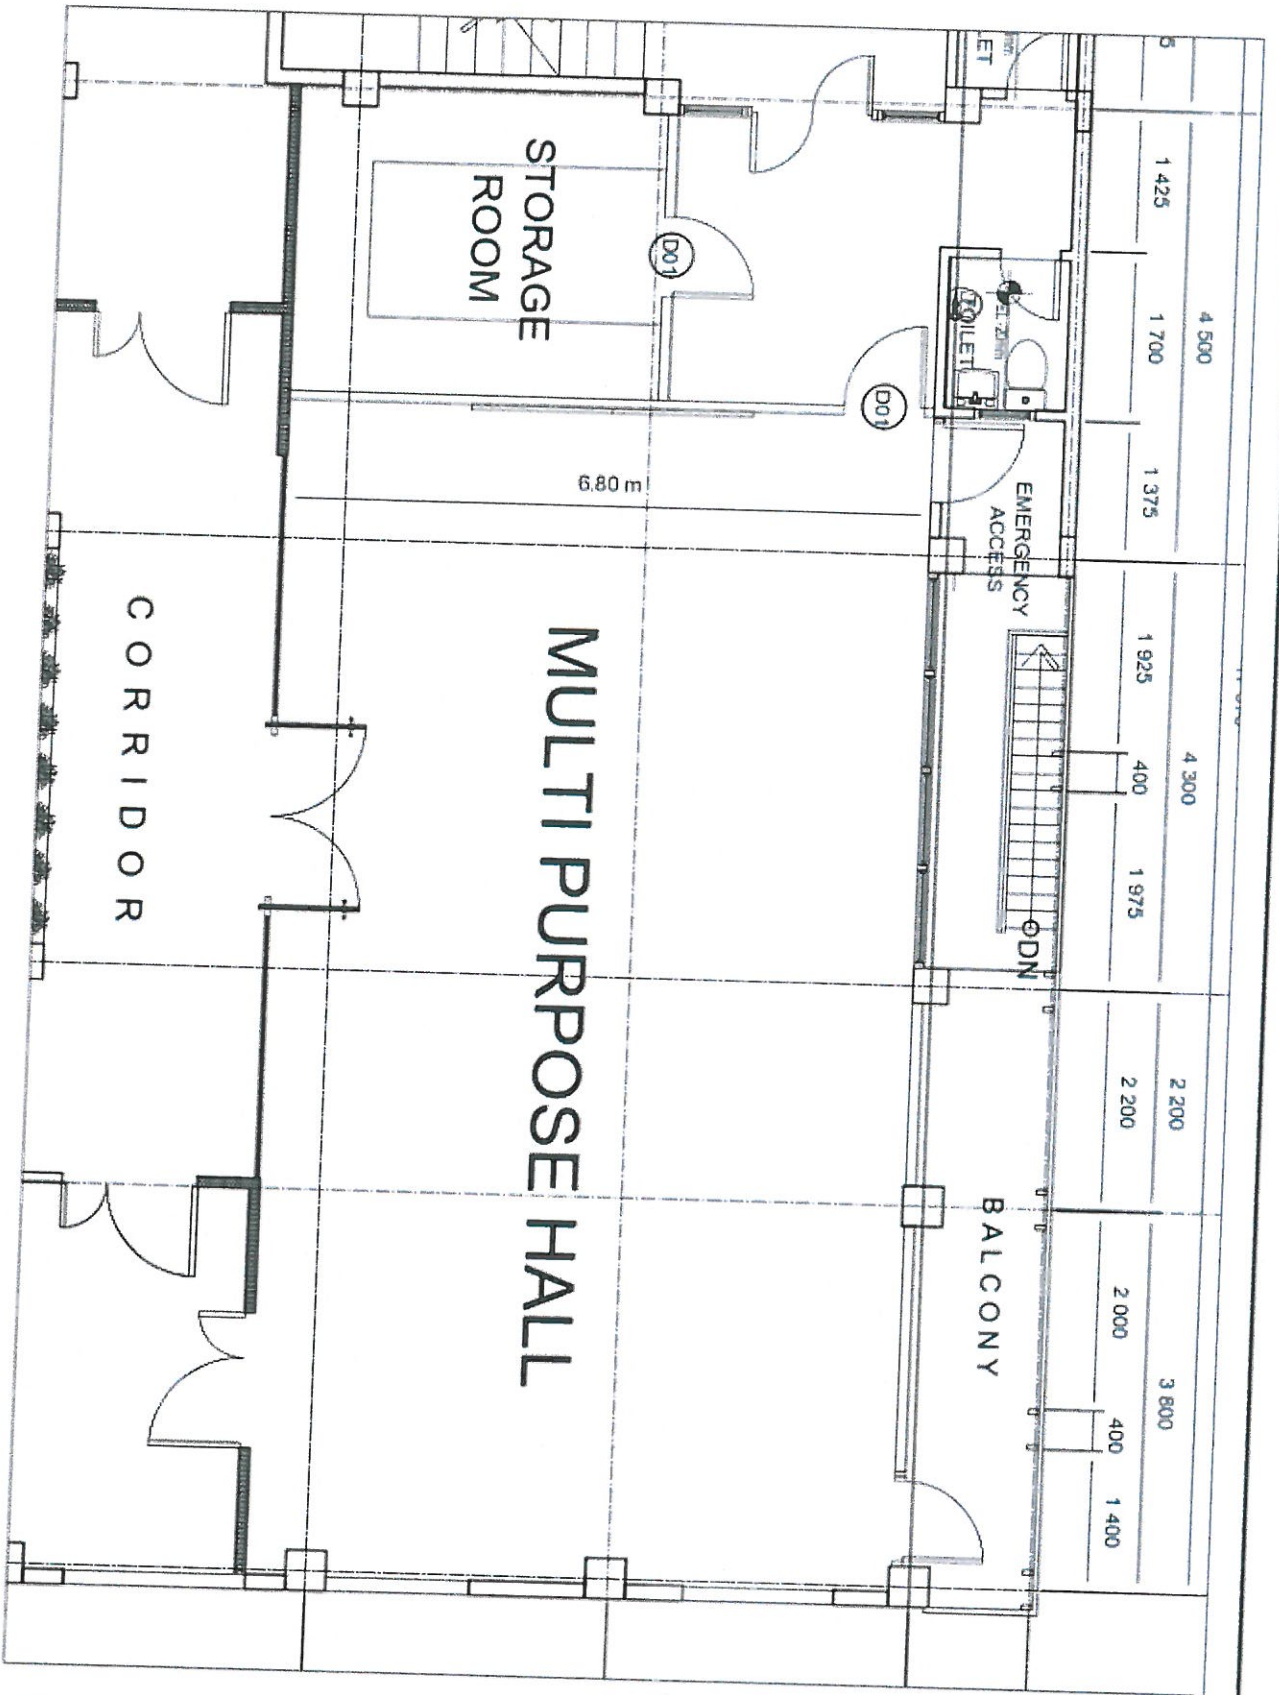 1 425
1 700
1 375
1 925
400
1 975
2 200
2 000
400
1 400
4 500
4 300
2 200
3 800
TOILET
EMERGENCY
ACCESS
DN
BALCONY
D01
D01
STORAGE
ROOM
6.80 m
MULTI PURPOSE HALL
CORRIDOR